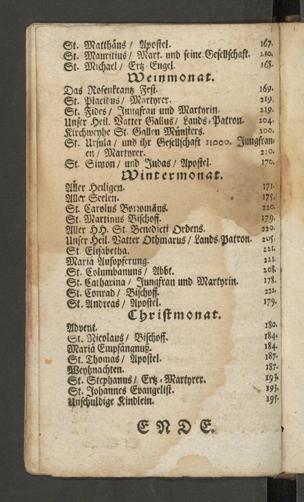 St. Matthäus / Apostel. 167.
St. Mauritius / Mart. und seine Gesellschaft. 210.
St. Michael / Ertz-Engel. 168.
Weinmonat.
Das Rosenkrantz Fest. 169.
St. Placidus / Martyrer. 219.
St. Fides / Jungfrau und Martyrin. 219.
Unser Heil. Vatter Gallus / Lands-Patron. 204.
Kirchweyhe St. Gallen Münsters. 200.
St. Ursula / und ihr Gesellschaft 11000. Jungfrau-
en / Martyrer. 210.
St. Simon / und Judas / Apostel. 170.
Wintermonat.
Aller Heiligen. 171.
Aller Seelen. 175.
St. Carolus Borromäus. 220.
St. Martinus Bischoff. 179.
Aller HH. St. Benedicti Ordens. 220.
Unser Heil. Vatter Othmarus / Lands-Patron. 205.
St. Elisabetha. 221.
Mariä Aufopferung. 221.
St. Columbanus / Abbt. 208.
St. Catharina / Jungfrau und Martyrin. 178.
St. Conrad / Bischoff. 222.
St. Andreas / Apostel. 179.
Christmonat.
Advent. 180.
St. Nicolaus / Bischoff. 184.
Mariä Empfängnuß. 184.
St. Thomas / Apostel. 187.
Weyhnachten. 187.
St. Stephanus / Ertz-Martyrer. 193.
St. Johannes Evangelist. 193.
Unschuldige Kindlein. 195.
ENDE.